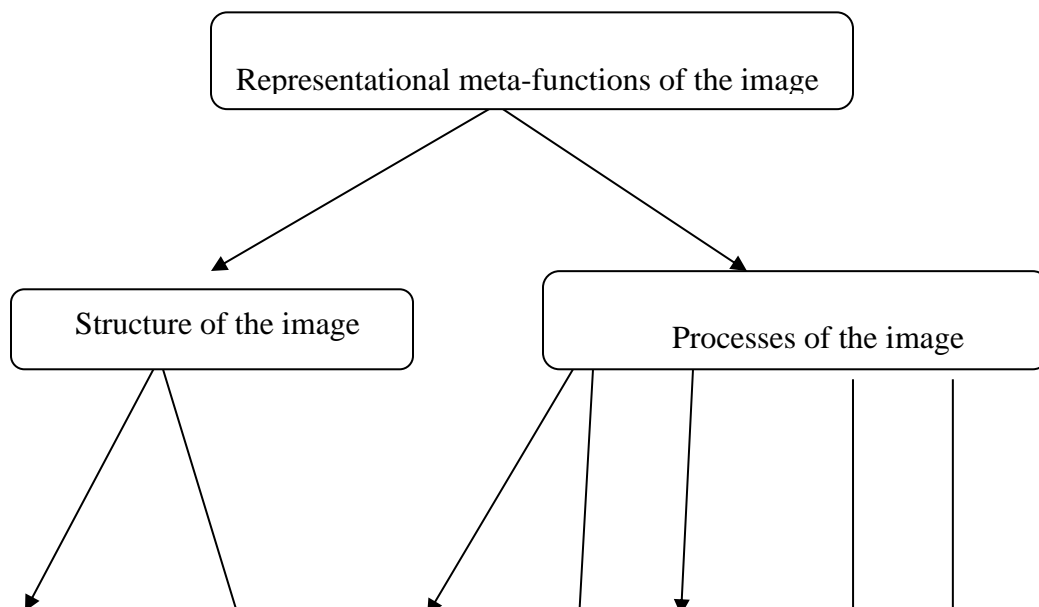 Representational meta-functions of the image
Structure of the image
Processes of the image